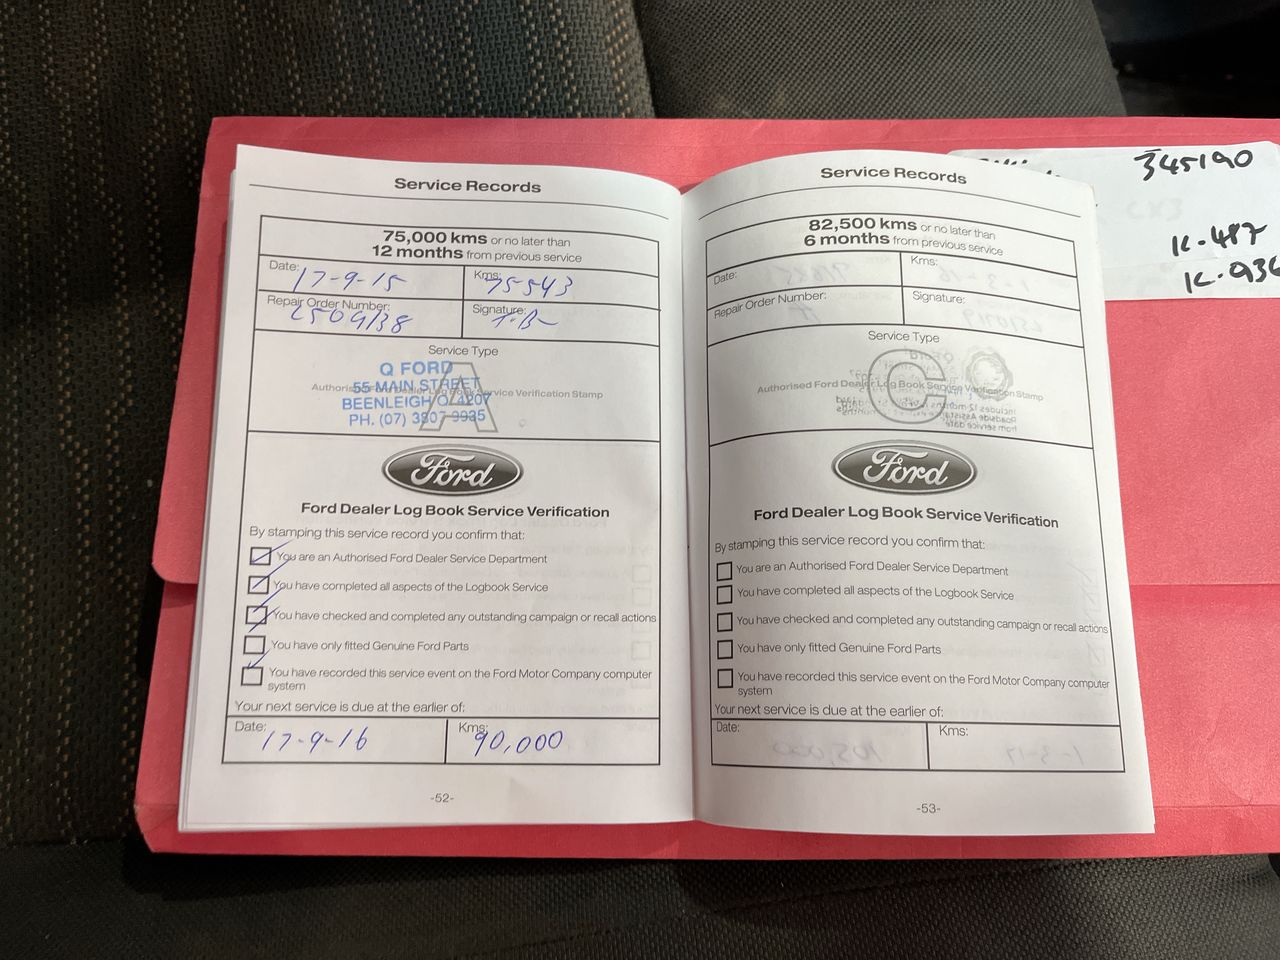 Service Records
75,000 kms or no later than
12 months from previous service
Date: 17-9-15
Kms: 75543
Repair Order Number:
Signature: T.B
Service Type
Authorised Ford Dealer Log Book Service Verification Stamp
A
Q FORD
55 MAIN STREET
BEENLEIGH Q 4207
PH. (07) 3807 9935
Ford
Ford Dealer Log Book Service Verification
By stamping this service record you confirm that:
You are an Authorised Ford Dealer Service Department
You have completed all aspects of the Logbook Service
You have checked and completed any outstanding campaign or recall actions
You have only fitted Genuine Ford Parts
You have recorded this service event on the Ford Motor Company computer
system
Your next service is due at the earlier of:
Date: 17-9-16
Kms: 90,000
-52-
Service Records
82,500 kms or no later than
6 months from previous service
Date:
Kms:
Repair Order Number:
Signature:
Service Type
Authorised Ford Dealer Log Book Service Verification Stamp
C
Ford
Ford Dealer Log Book Service Verification
By stamping this service record you confirm that:
You are an Authorised Ford Dealer Service Department
You have completed all aspects of the Logbook Service
You have checked and completed any outstanding campaign or recall actions
You have only fitted Genuine Ford Parts
You have recorded this service event on the Ford Motor Company computer
system
Your next service is due at the earlier of:
Date:
Kms:
-53-
345190
CX3
K-487
K-936